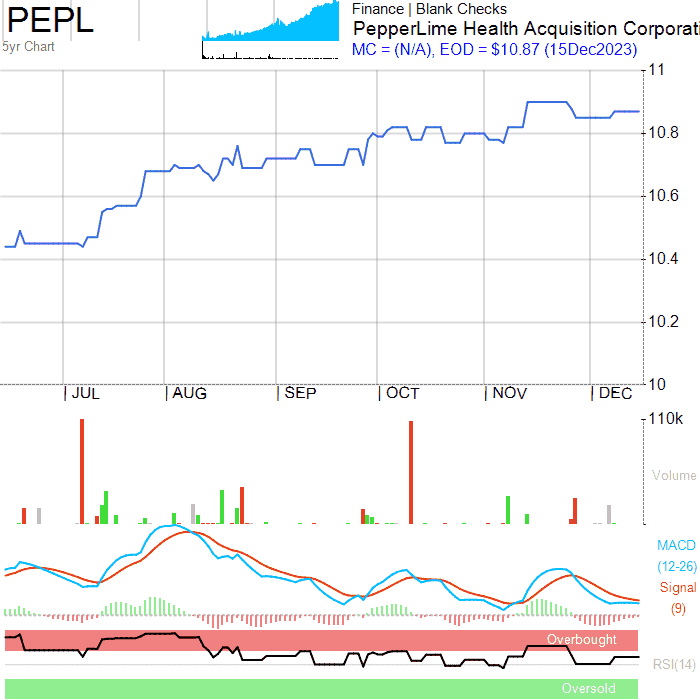 PEPL
5yr Chart
Finance | Blank Checks
PepperLime Health Acquisition Corporati
MC = (N/A), EOD = $10.87 (15Dec2023)
11
10.8
10.6
10.4
10.2
10
| JUL | AUG | SEP | OCT | NOV | DEC
110k
Volume
MACD
(12-26)
Signal
(9)
Overbought
RSI(14)
Oversold